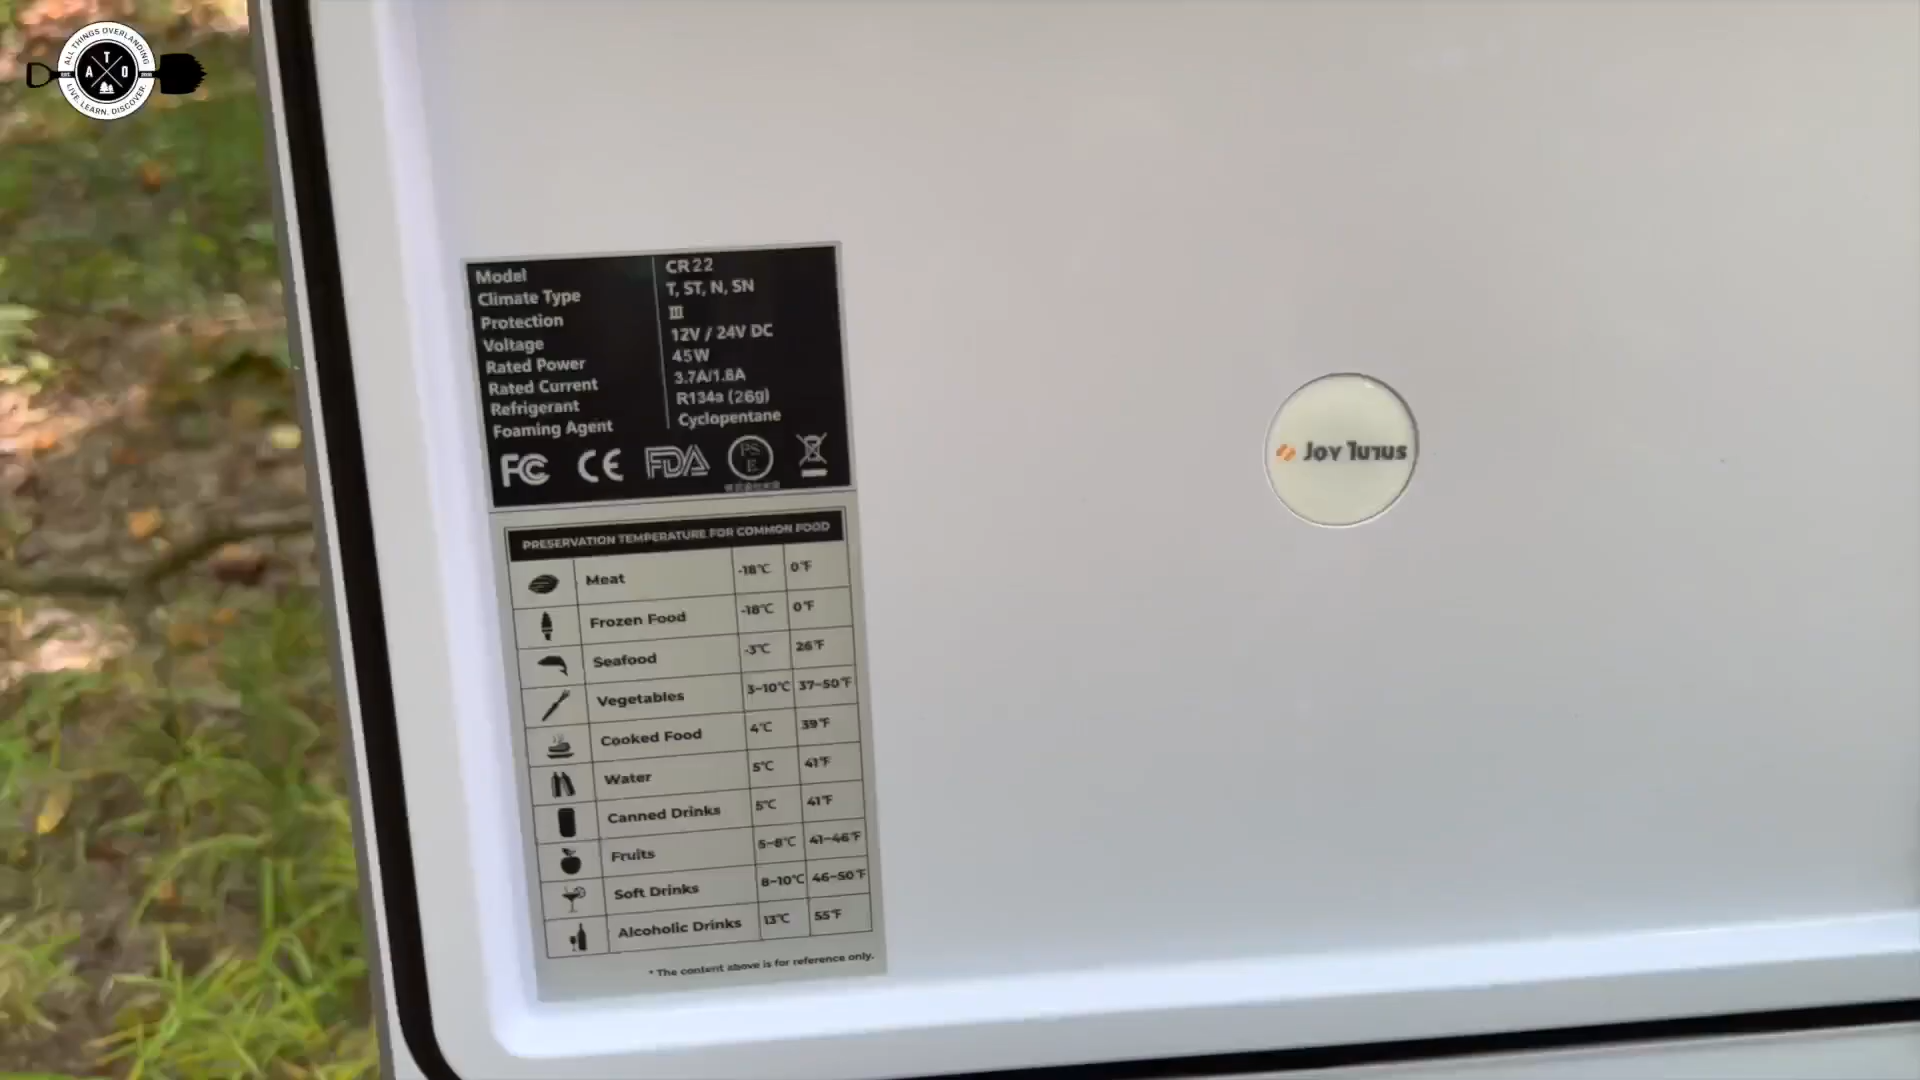 ALL THINGS OVERLANDING
T
A O
LIVE. LEARN. DISCOVER.
Model CR22
Climate Type T, ST, N, SN
Protection III
Voltage 12V / 24V DC
Rated Power 45W
Rated Current 3.7A/1.8A
Refrigerant R134a (26g)
Foaming Agent Cyclopentane
FC CE FDA PS E
Joy Tutus
PRESERVATION TEMPERATURE FOR COMMON FOOD
Meat -18℃ 0℉
Frozen Food -18℃ 0℉
Seafood -3℃ 26℉
Vegetables 3~10℃ 37~50℉
Cooked Food 4℃ 39℉
Water 5℃ 41℉
Canned Drinks 5℃ 41℉
Fruits 5~8℃ 41~46℉
Soft Drinks 8~10℃ 46~50℉
Alcoholic Drinks 13℃ 55℉
* The content above is for reference only.